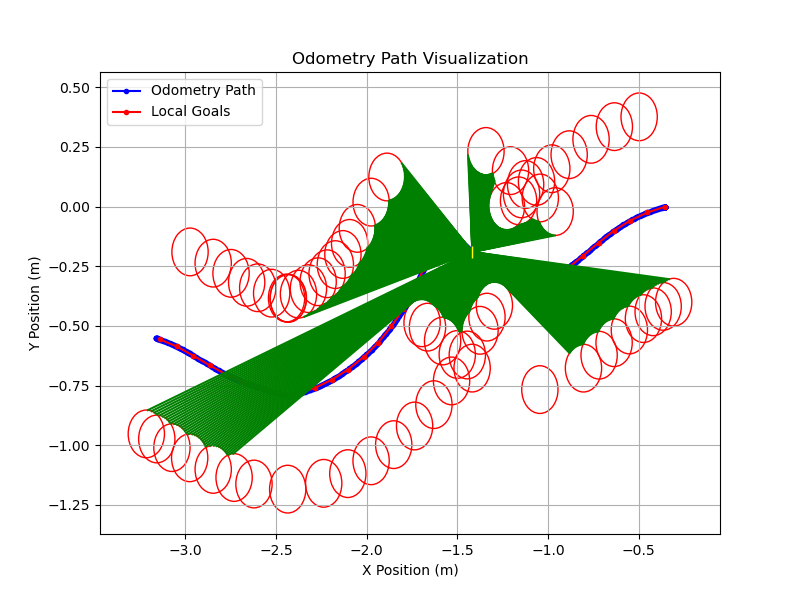 Odometry Path Visualization
Odometry Path
Local Goals
0.50
0.25
0.00
−0.25
−0.50
−0.75
−1.00
−1.25
Y Position (m)
−3.0 −2.5 −2.0 −1.5 −1.0 −0.5
X Position (m)